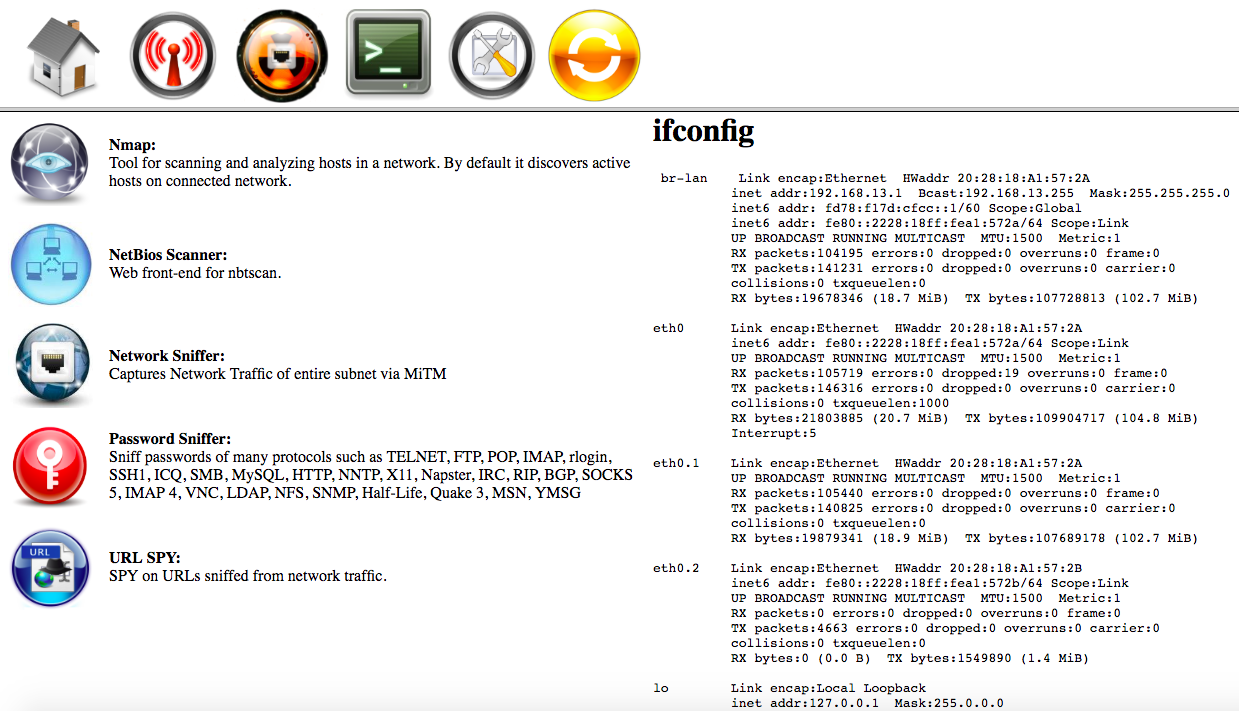 >_
Nmap:
Tool for scanning and analyzing hosts in a network. By default it discovers active
hosts on connected network.
NetBios Scanner:
Web front-end for nbtscan.
Network Sniffer:
Captures Network Traffic of entire subnet via MiTM
Password Sniffer:
Sniff passwords of many protocols such as TELNET, FTP, POP, IMAP, rlogin,
SSH1, ICQ, SMB, MySQL, HTTP, NNTP, X11, Napster, IRC, RIP, BGP, SOCKS
5, IMAP 4, VNC, LDAP, NFS, SNMP, Half-Life, Quake 3, MSN, YMSG
URL
URL SPY:
SPY on URLs sniffed from network traffic.
ifconfig
br-lan Link encap:Ethernet HWaddr 20:28:18:A1:57:2A
inet addr:192.168.13.1 Bcast:192.168.13.255 Mask:255.255.255.0
inet6 addr: fd78:f17d:cfcc::1/60 Scope:Global
inet6 addr: fe80::2228:18ff:fea1:572a/64 Scope:Link
UP BROADCAST RUNNING MULTICAST MTU:1500 Metric:1
RX packets:104195 errors:0 dropped:0 overruns:0 frame:0
TX packets:141231 errors:0 dropped:0 overruns:0 carrier:0
collisions:0 txqueuelen:0
RX bytes:19678346 (18.7 MiB) TX bytes:107728813 (102.7 MiB)
eth0 Link encap:Ethernet HWaddr 20:28:18:A1:57:2A
inet6 addr: fe80::2228:18ff:fea1:572a/64 Scope:Link
UP BROADCAST RUNNING MULTICAST MTU:1500 Metric:1
RX packets:105719 errors:0 dropped:19 overruns:0 frame:0
TX packets:146316 errors:0 dropped:0 overruns:0 carrier:0
collisions:0 txqueuelen:1000
RX bytes:21803885 (20.7 MiB) TX bytes:109904717 (104.8 MiB)
Interrupt:5
eth0.1 Link encap:Ethernet HWaddr 20:28:18:A1:57:2A
UP BROADCAST RUNNING MULTICAST MTU:1500 Metric:1
RX packets:105440 errors:0 dropped:0 overruns:0 frame:0
TX packets:140825 errors:0 dropped:0 overruns:0 carrier:0
collisions:0 txqueuelen:0
RX bytes:19879341 (18.9 MiB) TX bytes:107689178 (102.7 MiB)
eth0.2 Link encap:Ethernet HWaddr 20:28:18:A1:57:2B
inet6 addr: fe80::2228:18ff:fea1:572b/64 Scope:Link
UP BROADCAST RUNNING MULTICAST MTU:1500 Metric:1
RX packets:0 errors:0 dropped:0 overruns:0 frame:0
TX packets:4663 errors:0 dropped:0 overruns:0 carrier:0
collisions:0 txqueuelen:0
RX bytes:0 (0.0 B) TX bytes:1549890 (1.4 MiB)
lo Link encap:Local Loopback
inet addr:127.0.0.1 Mask:255.0.0.0